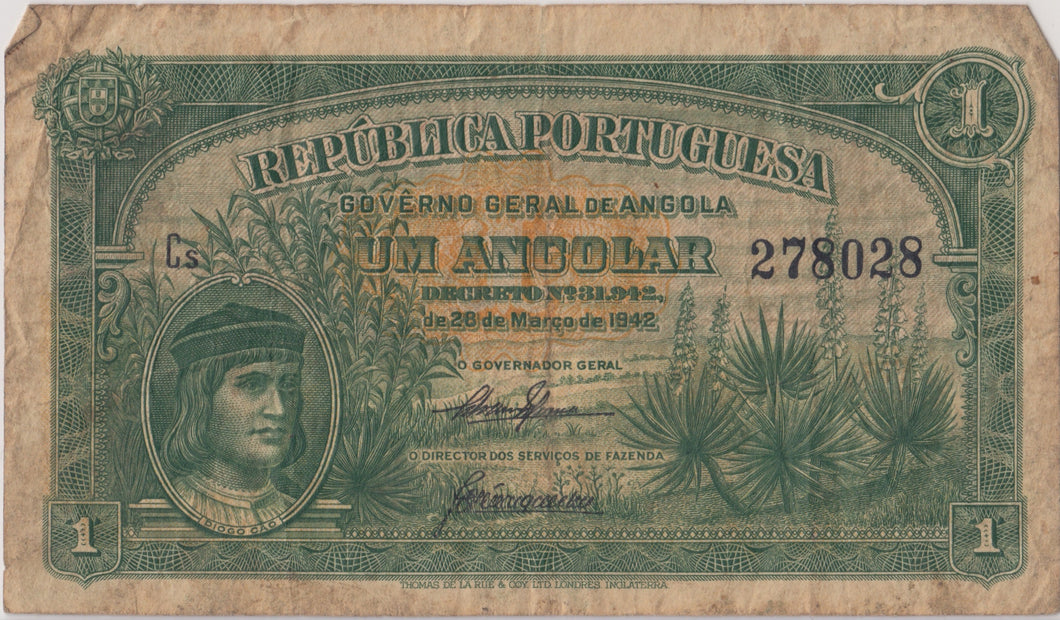 1
REPÚBLICA PORTUGUESA
GOVERNO GERAL DE ANGOLA
Cs UM ANGOLAR 278028
DECRETO Nº 31.942,
de 28 de Março de 1942
O GOVERNADOR GERAL
O DIRECTOR DOS SERVIÇOS DE FAZENDA
DIOGO CÃO
1 1
THOMAS DE LA RUE & COY. LTD. LONDRES. INGLATERRA.